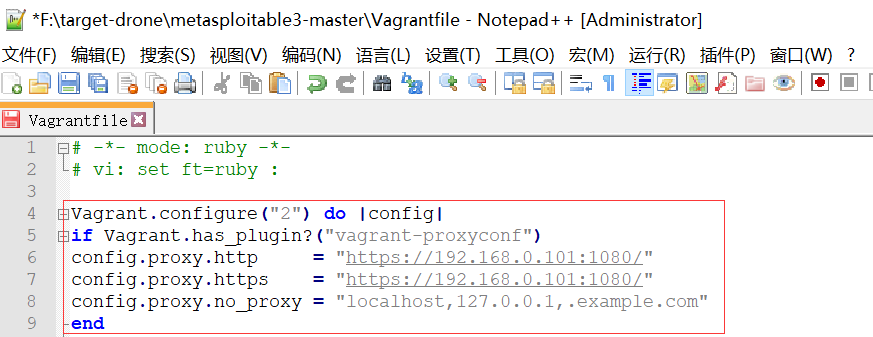 *F:\target-drone\metasploitable3-master\Vagrantfile - Notepad++ [Administrator]
文件(F) 编辑(E) 搜索(S) 视图(V) 编码(N) 语言(L) 设置(T) 工具(O) 宏(M) 运行(R) 插件(P) 窗口(W) ?
Vagrantfile
1 # -*- mode: ruby -*-
2 # vi: set ft=ruby :
3
4 Vagrant.configure("2") do |config|
5 if Vagrant.has_plugin?("vagrant-proxyconf")
6 config.proxy.http     = "https://192.168.0.101:1080/"
7 config.proxy.https    = "https://192.168.0.101:1080/"
8 config.proxy.no_proxy = "localhost,127.0.0.1,.example.com"
9 end